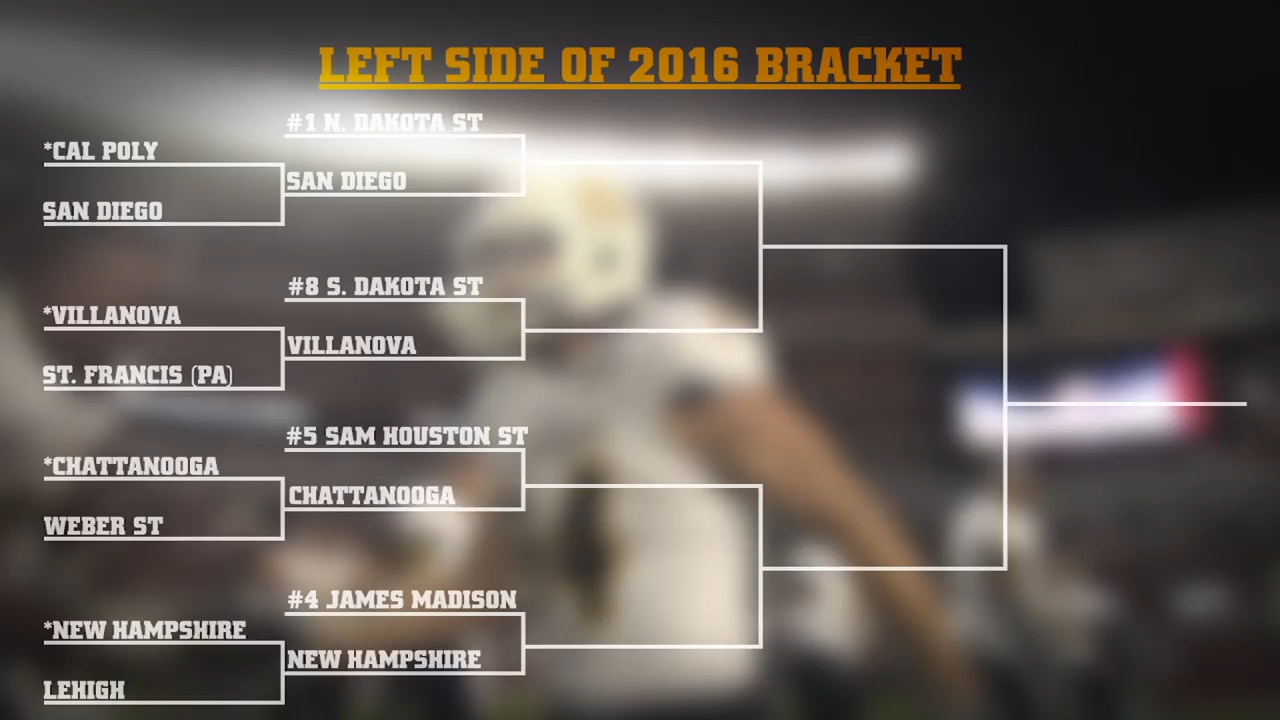 LEFT SIDE OF 2016 BRACKET
#1 N. DAKOTA ST
*CAL POLY
SAN DIEGO
SAN DIEGO
#8 S. DAKOTA ST
*VILLANOVA
VILLANOVA
ST. FRANCIS (PA)
#5 SAM HOUSTON ST
*CHATTANOOGA
CHATTANOOGA
WEBER ST
#4 JAMES MADISON
*NEW HAMPSHIRE
NEW HAMPSHIRE
LEHIGH